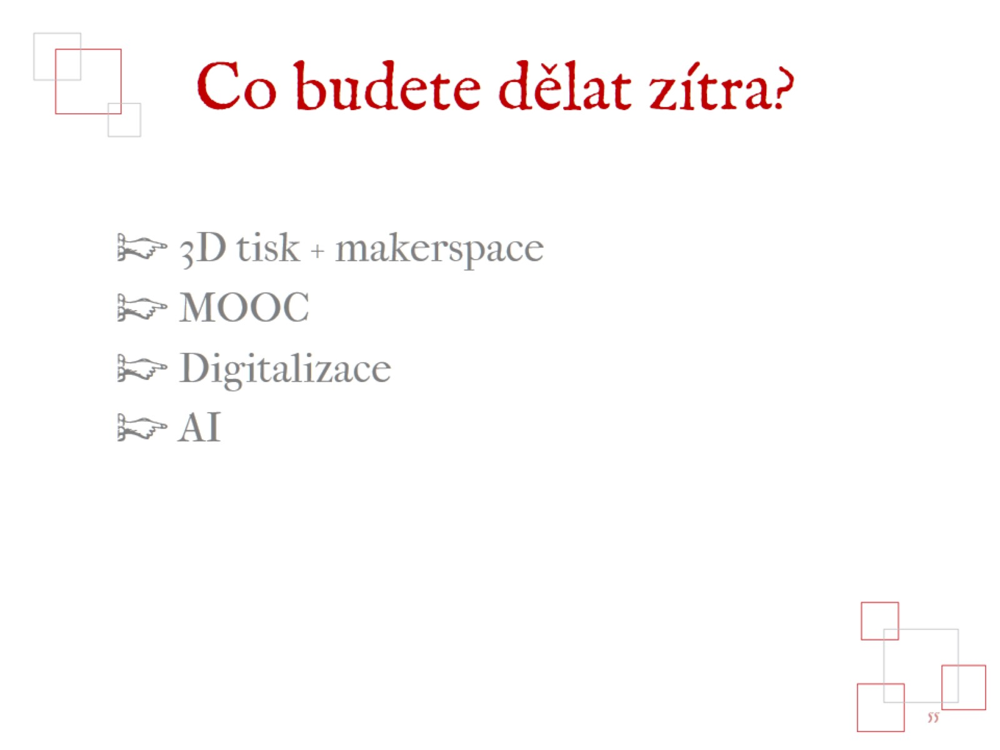 Co budete dělat zítra?
☞ 3D tisk + makerspace
☞ MOOC
☞ Digitalizace
☞ AI
55